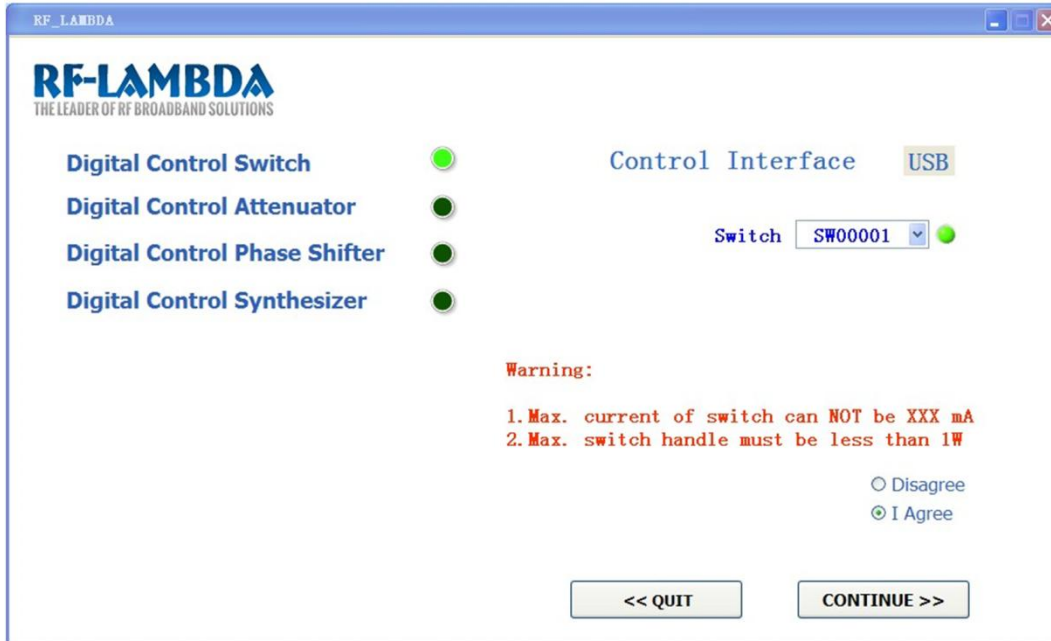 RF_LAMBDA
RF-LAMBDA
THE LEADER OF RF BROADBAND SOLUTIONS
Digital Control Switch
Digital Control Attenuator
Digital Control Phase Shifter
Digital Control Synthesizer
Control Interface USB
Switch SW00001
Warning:
1.Max. current of switch can NOT be XXX mA
2.Max. switch handle must be less than 1W
Disagree
I Agree
<< QUIT
CONTINUE >>